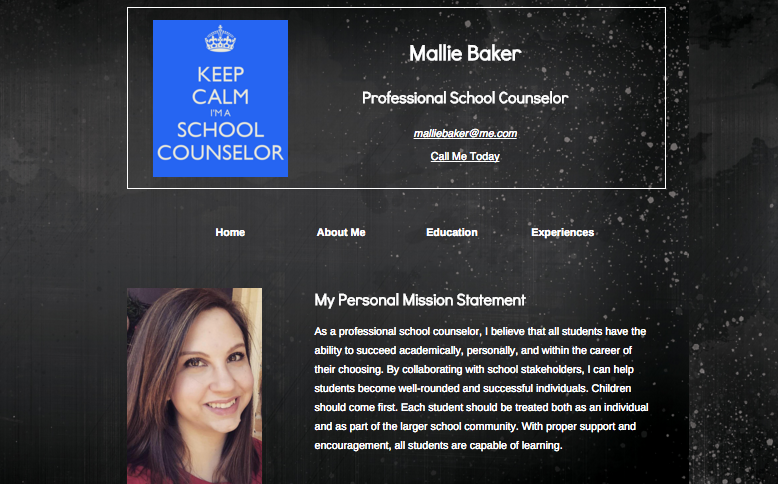 KEEP
CALM
I'M A
SCHOOL
COUNSELOR
Mallie Baker
Professional School Counselor
malliebaker@me.com
Call Me Today
Home About Me Education Experiences
My Personal Mission Statement
As a professional school counselor, I believe that all students have the
ability to succeed academically, personally, and within the career of
their choosing. By collaborating with school stakeholders, I can help
students become well-rounded and successful individuals. Children
should come first. Each student should be treated both as an individual
and as part of the larger school community. With proper support and
encouragement, all students are capable of learning.